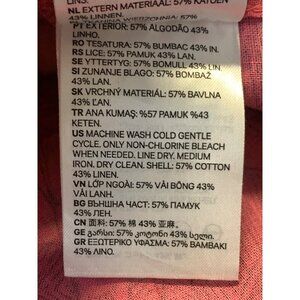 NL EXTERN MATERIAAL: 57% KATOEN
43% LINNEN.
PT EXTERIOR: 57% ALGODÃO 43%
LINHO.
RO TESATURA: 57% BUMBAC 43% IN.
RS LICE: 57% PAMUK 43% LAN.
SE YTTERTYG: 57% BOMULL 43% LIN.
SI ZUNANJE BLAGO: 57% BOMBAŽ
43% LAN.
SK VRCHNÝ MATERIÁL: 57% BAVLNA
43% ĽAN.
TR ANA KUMAŞ: %57 PAMUK %43
KETEN.
US MACHINE WASH COLD GENTLE
CYCLE. ONLY NON-CHLORINE BLEACH
WHEN NEEDED. LINE DRY. MEDIUM
IRON. DRY CLEAN. SHELL: 57% COTTON
43% LINEN.
VN LỚP NGOÀI: 57% VẢI BÔNG 43%
VẢI LANH.
BG ВЪНШНА ЧАСТ: 57% ПАМУК
43% ЛЕН.
CN 面料: 57% 棉 43% 亚麻。
GE გარსი: 57% ბამბა 43% სელი.
GR ΕΞΩΤΕΡΙΚΟ ΥΦΑΣΜΑ: 57% ΒΑΜΒΑΚΙ
43% ΛΙΝΟ.